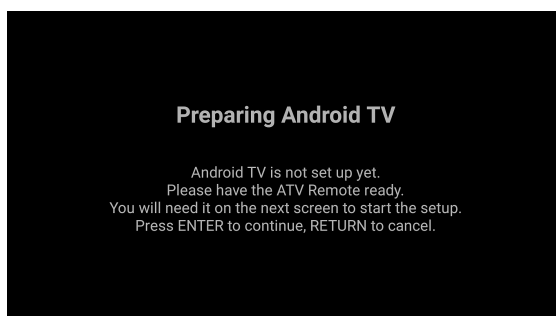 Preparing Android TV
Android TV is not set up yet.
Please have the ATV Remote ready.
You will need it on the next screen to start the setup.
Press ENTER to continue, RETURN to cancel.